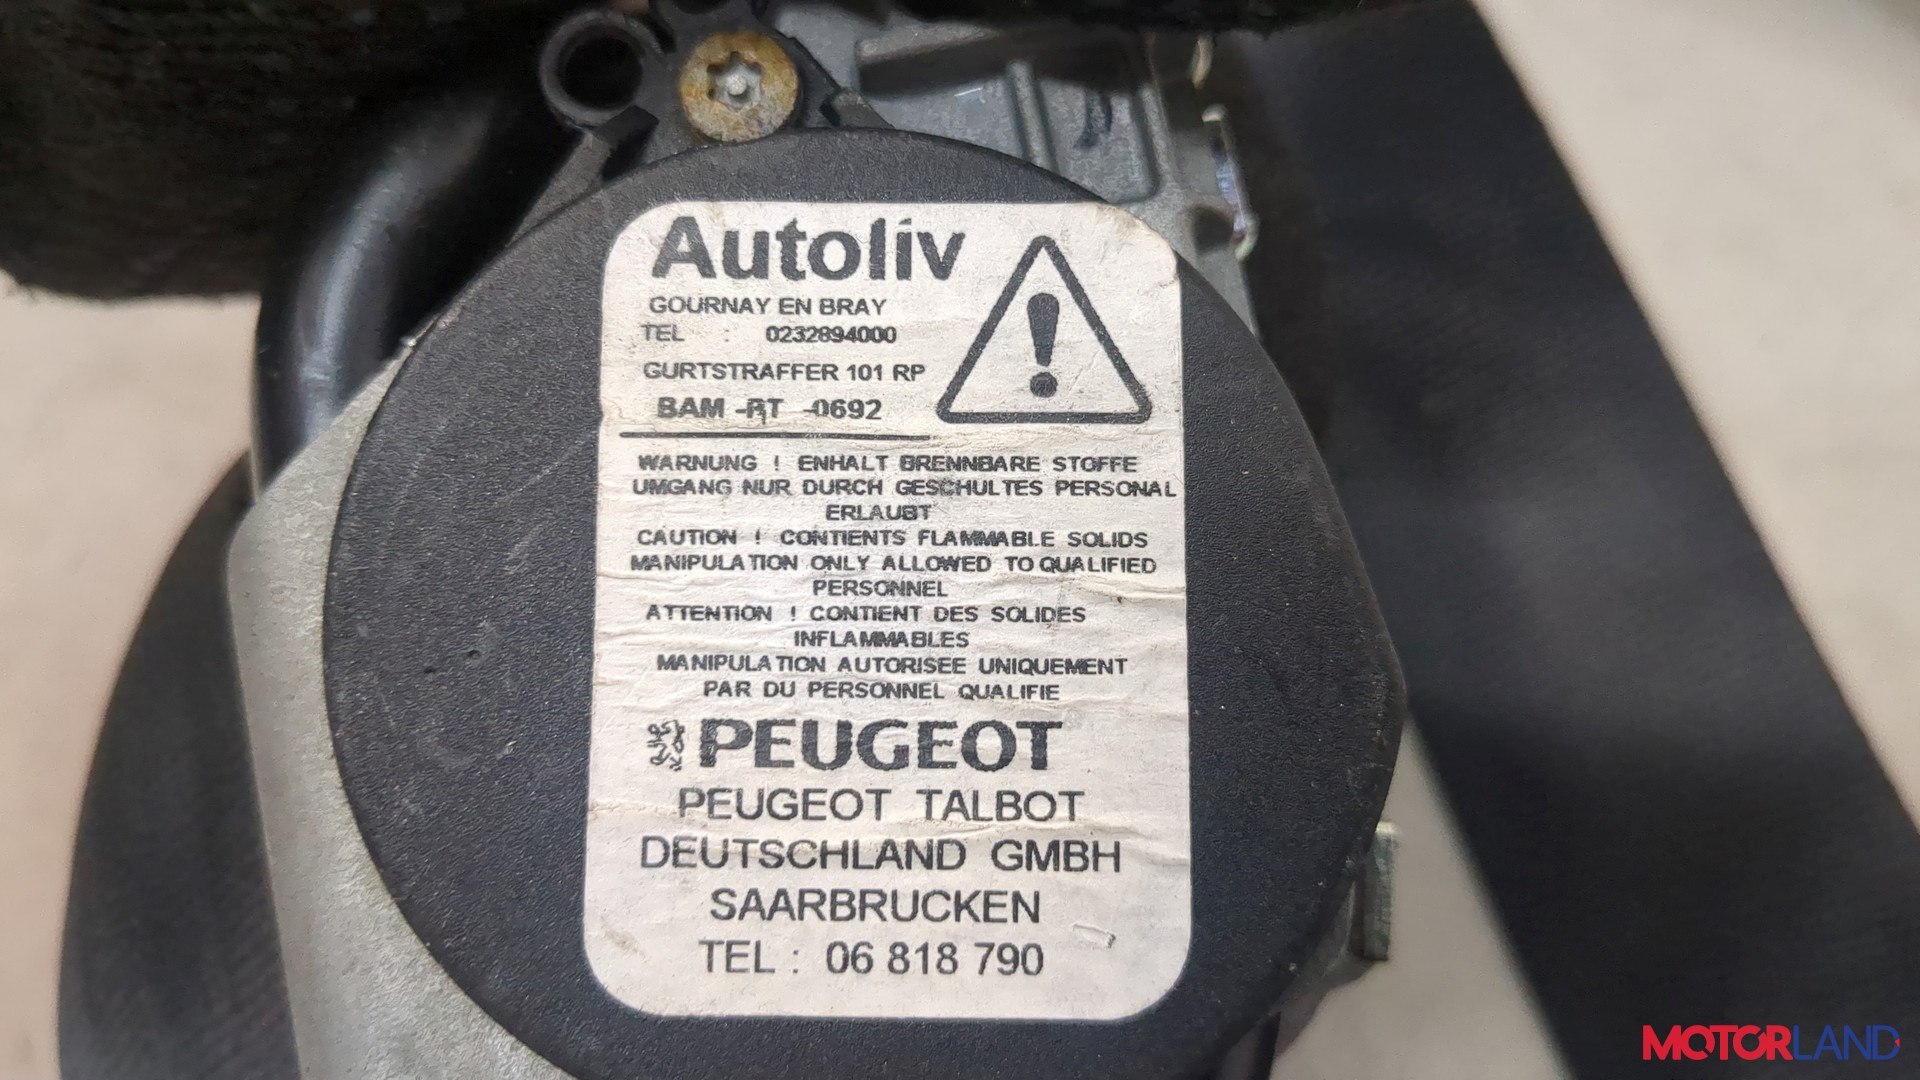 Autoliv
GOURNAY EN BRAY
TEL : 0232894000
GURTSTRAFFER 101 RP
BAM -PT -0692
WARNUNG ! ENHALT BRENNBARE STOFFE
UMGANG NUR DURCH GESCHULTES PERSONAL
ERLAUBT
CAUTION ! CONTIENTS FLAMMABLE SOLIDS
MANIPULATION ONLY ALLOWED TO QUALIFIED
PERSONNEL
ATTENTION ! CONTIENT DES SOLIDES
INFLAMMABLES
MANIPULATION AUTORISEE UNIQUEMENT
PAR DU PERSONNEL QUALIFIE
PEUGEOT
PEUGEOT TALBOT
DEUTSCHLAND GMBH
SAARBRUCKEN
TEL : 06 818 790
MOTORLAND